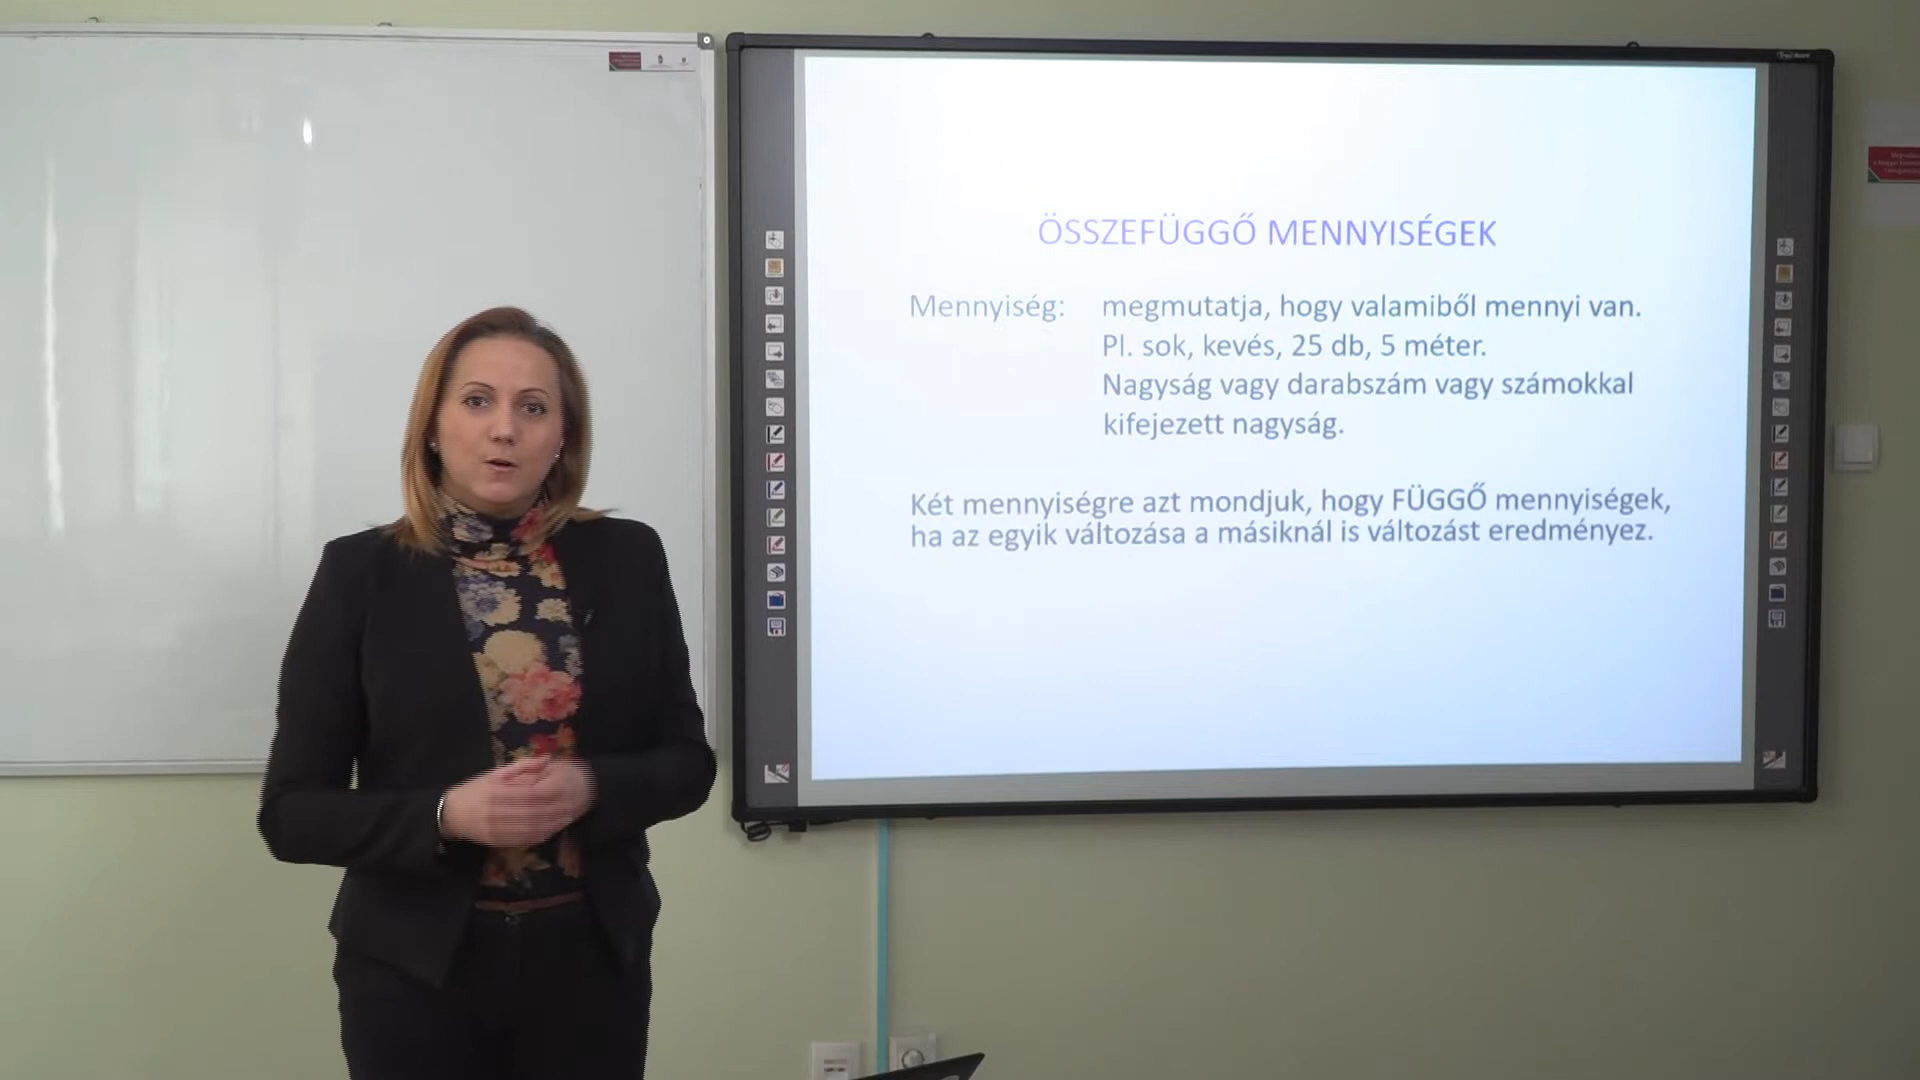 ÖSSZEFÜGGŐ MENNYISÉGEK
Mennyiség: megmutatja, hogy valamiből mennyi van.
Pl. sok, kevés, 25 db, 5 méter.
Nagyság vagy darabszám vagy számokkal
kifejezett nagyság.
Két mennyiségre azt mondjuk, hogy FÜGGŐ mennyiségek,
ha az egyik változása a másiknál is változást eredményez.